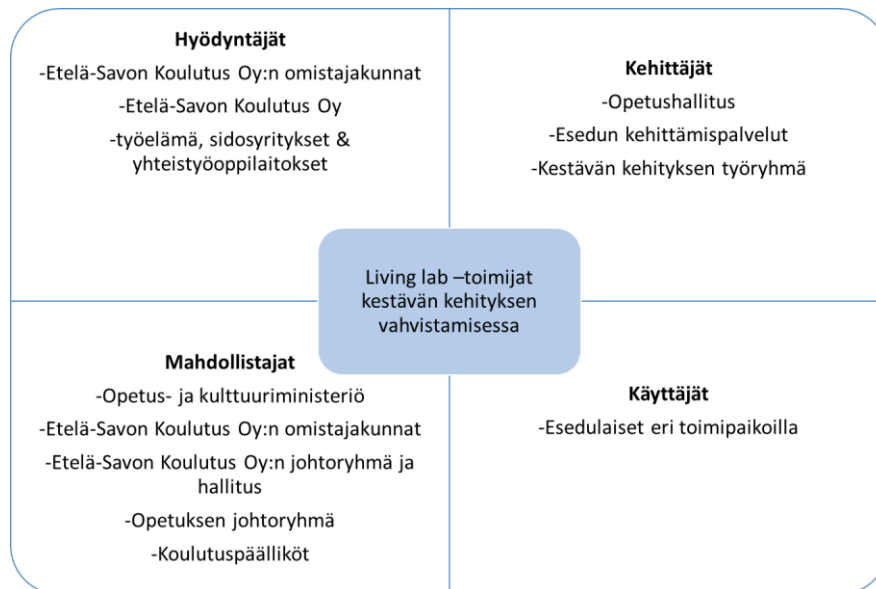 Hyödyntäjät
-Etelä-Savon Koulutus Oy:n omistajakunnat
-Etelä-Savon Koulutus Oy
-työelämä, sidosyritykset &
yhteistyöoppilaitokset
Kehittäjät
-Opetushallitus
-Esedun kehittämispalvelut
-Kestävän kehityksen työryhmä
Living lab –toimijat
kestävän kehityksen
vahvistamisessa
Mahdollistajat
-Opetus- ja kulttuuriministeriö
-Etelä-Savon Koulutus Oy:n omistajakunnat
-Etelä-Savon Koulutus Oy:n johtoryhmä ja
hallitus
-Opetuksen johtoryhmä
-Koulutuspäälliköt
Käyttäjät
-Esedulaiset eri toimipaikoilla